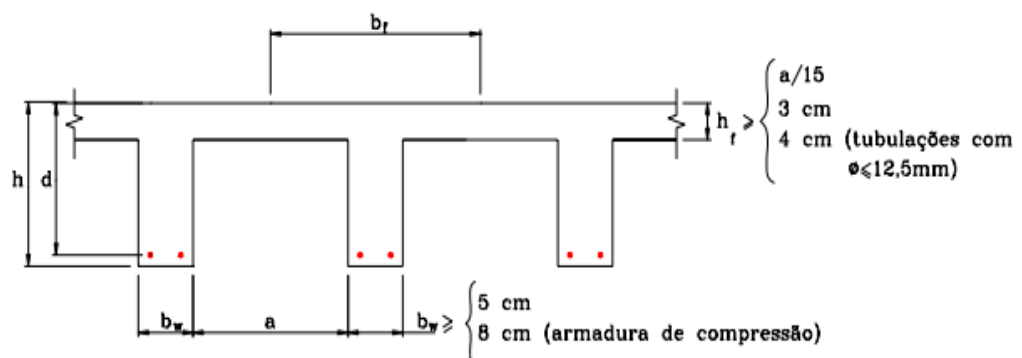 b_f
a/15
3 cm
h_f ≥
4 cm (tubulações com
ø≤12,5mm)
h
d
b_w
a
b_w ≥
5 cm
8 cm (armadura de compressão)